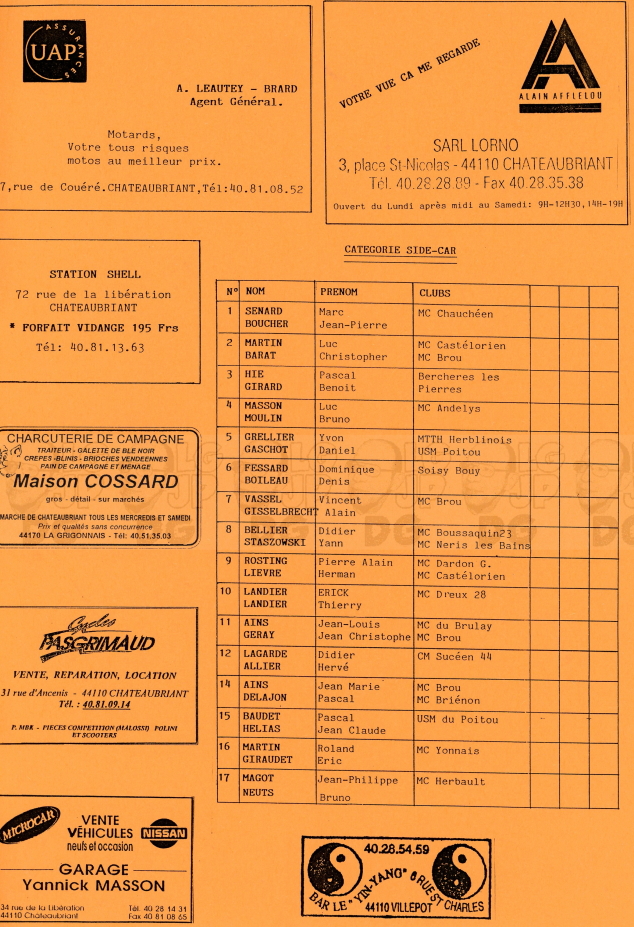 ASSURANCES
UAP
A. LEAUTEY - BRARD
Agent Général.
Motards,
Votre tous risques
motos au meilleur prix.
7,rue de Couéré.CHATEAUBRIANT,Tél:40.81.08.52
VOTRE VUE CA ME REGARDE
ALAIN AFFLELOU
SARL LORNO
3, place St-Nicolas - 44110 CHATEAUBRIANT
Tél. 40.28.28.89 - Fax 40.28.35.38
Ouvert du Lundi après midi au Samedi: 9H-12H30,14H-19H
STATION SHELL
72 rue de la libération
CHATEAUBRIANT
* FORFAIT VIDANGE 195 Frs
Tél: 40.81.13.63
CHARCUTERIE DE CAMPAGNE
TRAITEUR - GALETTE DE BLE NOIR
CREPES -BLINIS - BRIOCHES VENDEENNES
PAIN DE CAMPAGNE ET MENAGE
Maison COSSARD
gros - détail - sur marchés
MARCHE DE CHATEAUBRIANT TOUS LES MERCREDIS ET SAMEDI
Prix et qualités sans concurrence
44170 LA GRIGONNAIS - Tél: 40.51.35.03
Cycles
PASGRIMAUD
VENTE, REPARATION, LOCATION
31 rue d'Ancenis - 44110 CHATEAUBRIANT
Tél. : 40.81.09.14
P. MBK - PIECES COMPETITION (MALOSSI) POLINI
ET SCOOTERS
MICROCAR
VENTE
VÉHICULES
neufs et occasion
NISSAN
GARAGE
Yannick MASSON
34 rue de la Libération
44110 Châteaubriant
Tél. 40 28 14 31
Fax 40 81 08 65
CATEGORIE SIDE-CAR
N° NOM PRENOM CLUBS
1 SENARD Marc MC Chauchéen
BOUCHER Jean-Pierre
2 MARTIN Luc MC Castélorien
BARAT Christopher MC Brou
3 HIE Pascal Bercheres les
GIRARD Benoit Pierres
4 MASSON Luc MC Andelys
MOULIN Bruno
5 GRELLIER Yvon MTTH Herblinois
GASCHOT Daniel USM Poitou
6 FESSARD Dominique Soisy Bouy
BOILEAU Denis
7 VASSEL Vincent MC Brou
GISSELBRECHT Alain
8 BELLIER Didier MC Boussaquin23
STASZOWSKI Yann MC Neris les Bains
9 ROSTING Pierre Alain MC Dardon G.
LIEVRE Herman MC Castélorien
10 LANDIER ERICK MC Dreux 28
LANDIER Thierry
11 AINS Jean-Louis MC du Brulay
GERAY Jean Christophe MC Brou
12 LAGARDE Didier CM Sucéen 44
ALLIER Hervé
14 AINS Jean Marie MC Brou
DELAJON Pascal MC Briénon
15 BAUDET Pascal USM du Poitou
HELIAS Jean Claude
16 MARTIN Roland MC Yonnais
GIRAUDET Eric
17 MAGOT Jean-Philippe MC Herbault
NEUTS Bruno
40.28.54.59
BAR LE "YIN-YANG" 8 RUE ST CHARLES
44110 VILLEPOT